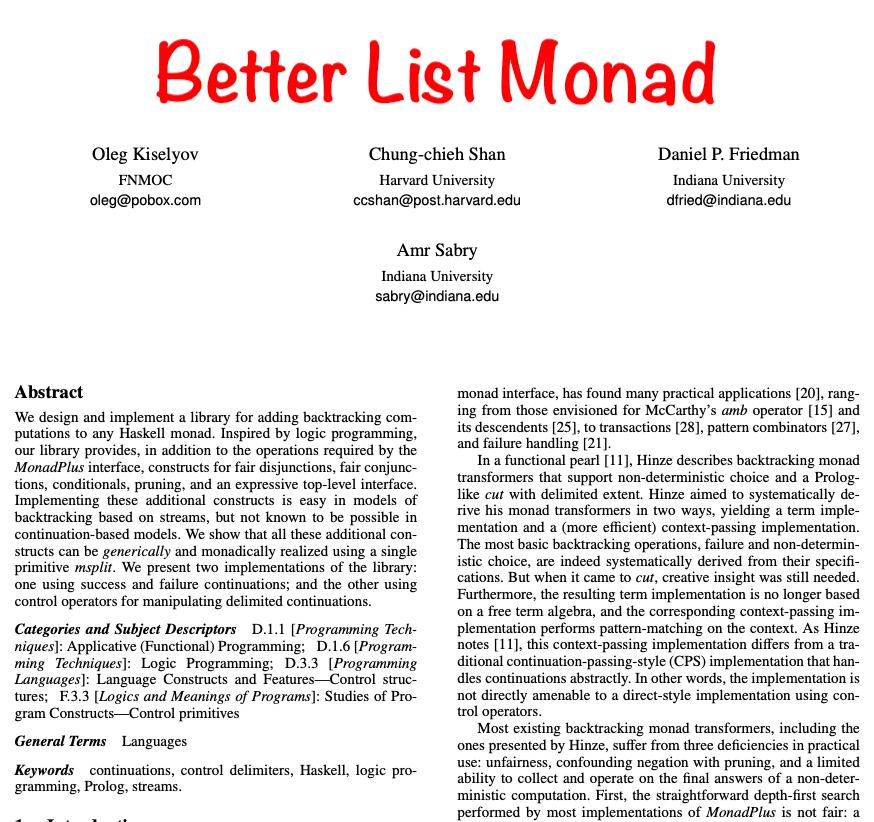 Better List Monad
Oleg Kiselyov
FNMOC
oleg@pobox.com
Chung-chieh Shan
Harvard University
ccshan@post.harvard.edu
Daniel P. Friedman
Indiana University
dfried@indiana.edu
Amr Sabry
Indiana University
sabry@indiana.edu
Abstract
We design and implement a library for adding backtracking com-
putations to any Haskell monad. Inspired by logic programming,
our library provides, in addition to the operations required by the
MonadPlus interface, constructs for fair disjunctions, fair conjunc-
tions, conditionals, pruning, and an expressive top-level interface.
Implementing these additional constructs is easy in models of
backtracking based on streams, but not known to be possible in
continuation-based models. We show that all these additional con-
structs can be generically and monadically realized using a single
primitive msplit. We present two implementations of the library:
one using success and failure continuations; and the other using
control operators for manipulating delimited continuations.
Categories and Subject Descriptors D.1.1 [Programming Tech-
niques]: Applicative (Functional) Programming; D.1.6 [Program-
ming Techniques]: Logic Programming; D.3.3 [Programming
Languages]: Language Constructs and Features—Control struc-
tures; F.3.3 [Logics and Meanings of Programs]: Studies of Pro-
gram Constructs—Control primitives
General Terms Languages
Keywords continuations, control delimiters, Haskell, logic pro-
gramming, Prolog, streams.
monad interface, has found many practical applications [20], rang-
ing from those envisioned for McCarthy's amb operator [15] and
its descendents [25], to transactions [28], pattern combinators [27],
and failure handling [21].
In a functional pearl [11], Hinze describes backtracking monad
transformers that support non-deterministic choice and a Prolog-
like cut with delimited extent. Hinze aimed to systematically de-
rive his monad transformers in two ways, yielding a term imple-
mentation and a (more efficient) context-passing implementation.
The most basic backtracking operations, failure and non-determin-
istic choice, are indeed systematically derived from their specifi-
cations. But when it came to cut, creative insight was still needed.
Furthermore, the resulting term implementation is no longer based
on a free term algebra, and the corresponding context-passing im-
plementation performs pattern-matching on the context. As Hinze
notes [11], this context-passing implementation differs from a tra-
ditional continuation-passing-style (CPS) implementation that han-
dles continuations abstractly. In other words, the implementation is
not directly amenable to a direct-style implementation using con-
trol operators.
Most existing backtracking monad transformers, including the
ones presented by Hinze, suffer from three deficiencies in practical
use: unfairness, confounding negation with pruning, and a limited
ability to collect and operate on the final answers of a non-deter-
ministic computation. First, the straightforward depth-first search
performed by most implementations of MonadPlus is not fair: a